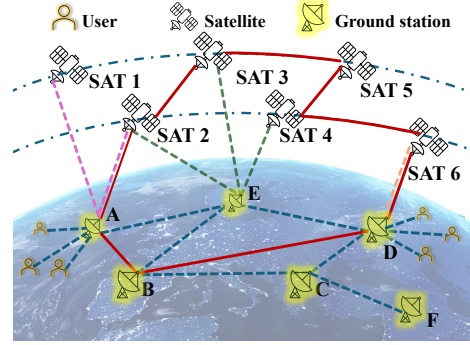 User
Satellite
Ground station
SAT 1
SAT 3
SAT 5
SAT 2
SAT 4
SAT 6
A
E
D
B
C
F